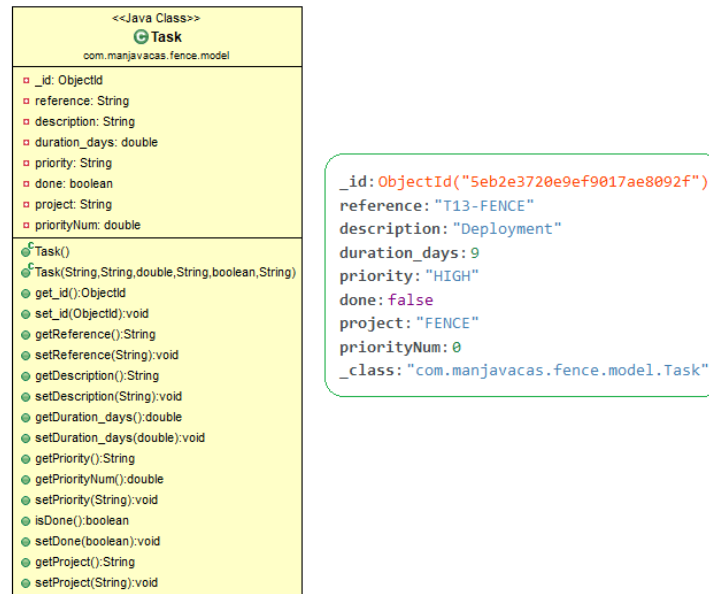 <<Java Class>>
Task
com.manjavacas.fence.model
_id: ObjectId
reference: String
description: String
duration_days: double
priority: String
done: boolean
project: String
priorityNum: double
Task()
Task(String,String,double,String,boolean,String)
get_id():ObjectId
set_id(ObjectId):void
getReference():String
setReference(String):void
getDescription():String
setDescription(String):void
getDuration_days():double
setDuration_days(double):void
getPriority():String
getPriorityNum():double
setPriority(String):void
isDone():boolean
setDone(boolean):void
getProject():String
setProject(String):void
_id:ObjectId("5eb2e3720e9ef9017ae8092f")
reference:"T13-FENCE"
description:"Deployment"
duration_days:9
priority:"HIGH"
done:false
project:"FENCE"
priorityNum:0
_class:"com.manjavacas.fence.model.Task"